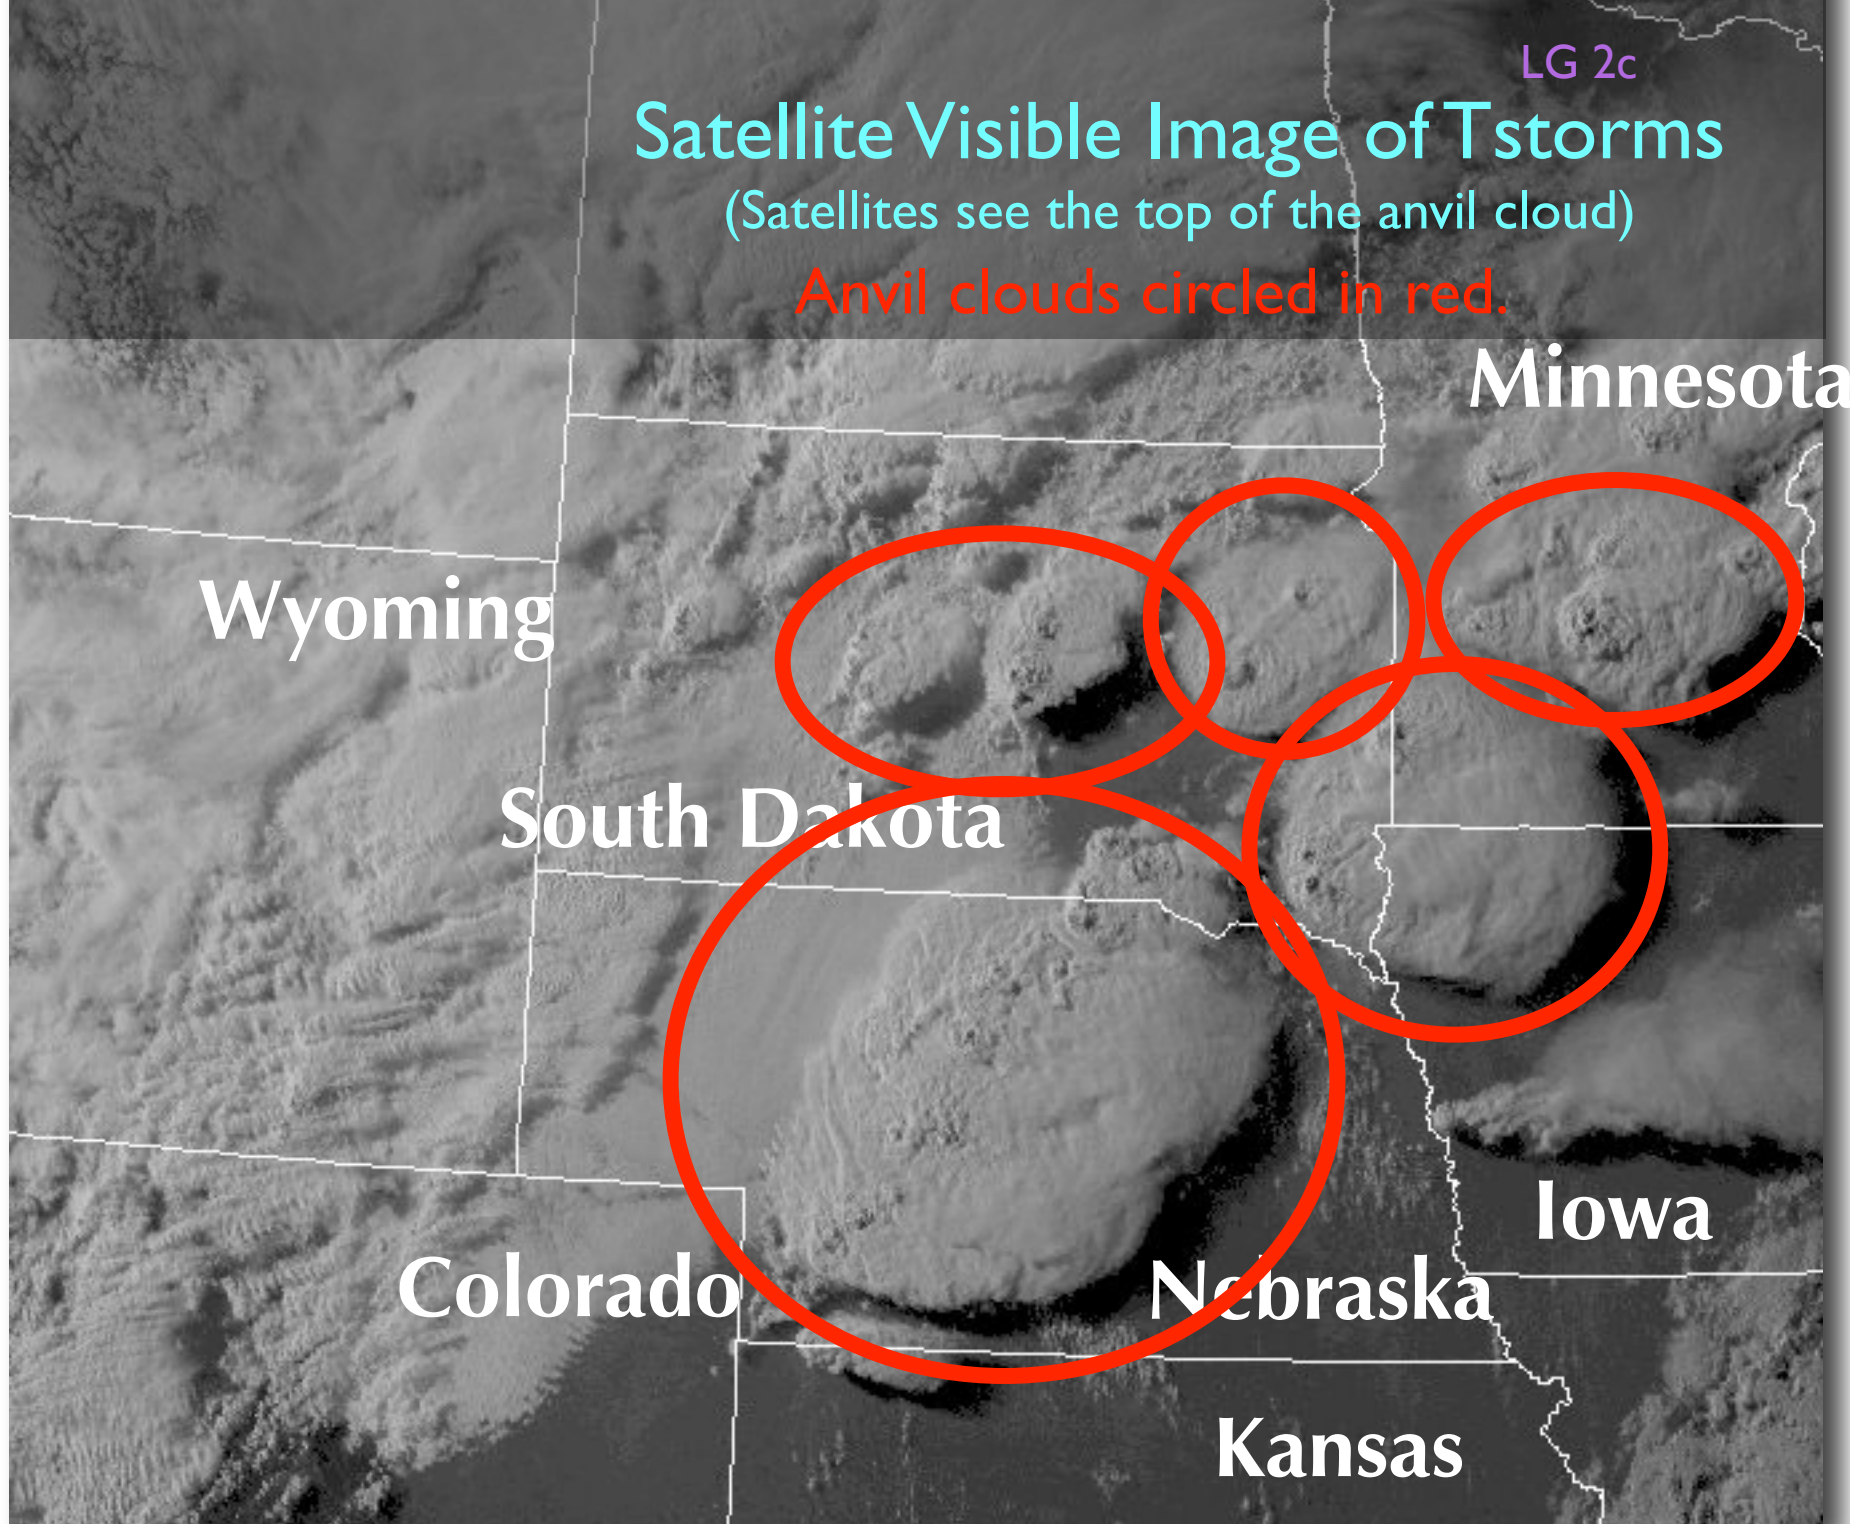 LG 2c
Satellite Visible Image of Tstorms
(Satellites see the top of the anvil cloud)
Anvil clouds circled in red.
Minnesota
Wyoming
South Dakota
Iowa
Colorado
Nebraska
Kansas